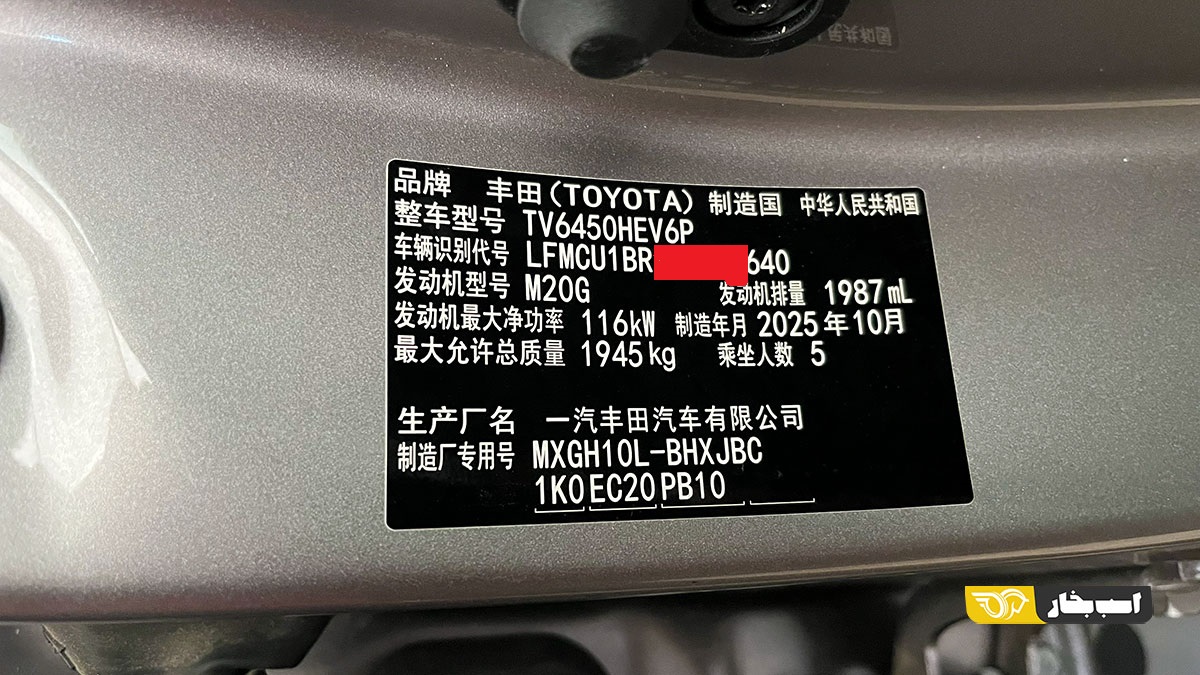 品牌 丰田(TOYOTA) 制造国 中华人民共和国
整车型号 TV6450HEV6P
车辆识别代号 LFMCU1BR 640
发动机型号 M20G 发动机排量 1987mL
发动机最大净功率 116kW 制造年月 2025年10月
最大允许总质量 1945kg 乘坐人数 5
生产厂名 一汽丰田汽车有限公司
制造厂专用号 MXGH10L-BHXJBC
1K0 EC20 PB10
اسب بخار